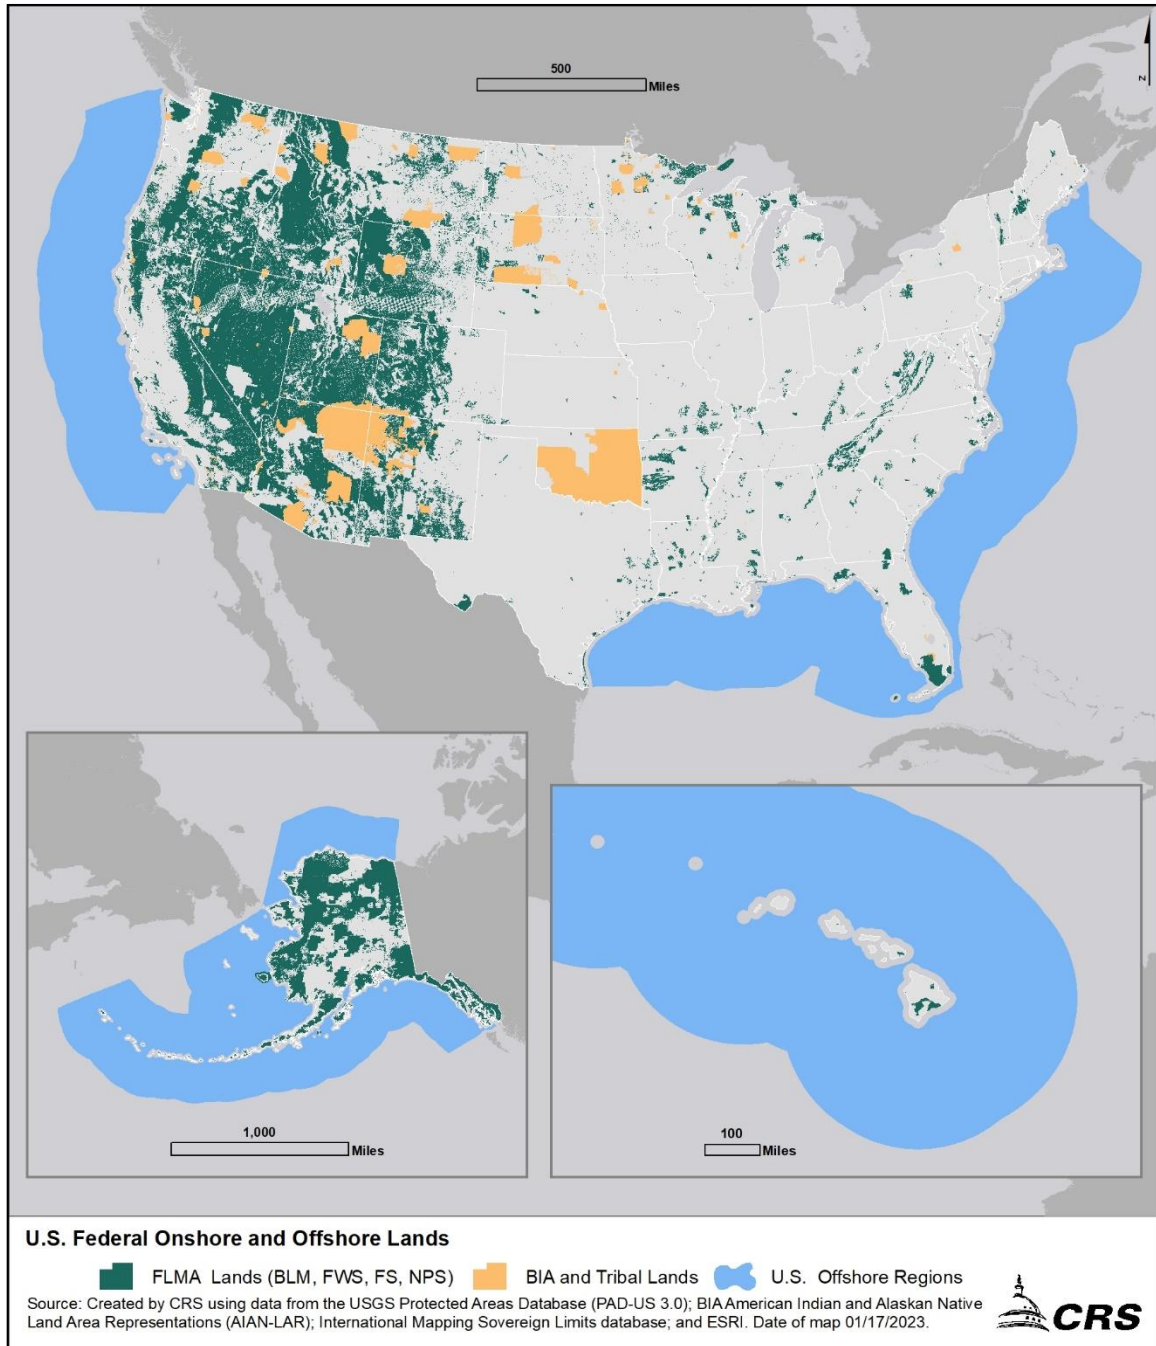 500
Miles
N
1,000
Miles
100
Miles
U.S. Federal Onshore and Offshore Lands
FLMA Lands (BLM, FWS, FS, NPS)
BIA and Tribal Lands
U.S. Offshore Regions
Source: Created by CRS using data from the USGS Protected Areas Database (PAD-US 3.0); BIA American Indian and Alaskan Native
Land Area Representations (AIAN-LAR); International Mapping Sovereign Limits database; and ESRI. Date of map 01/17/2023.
CRS